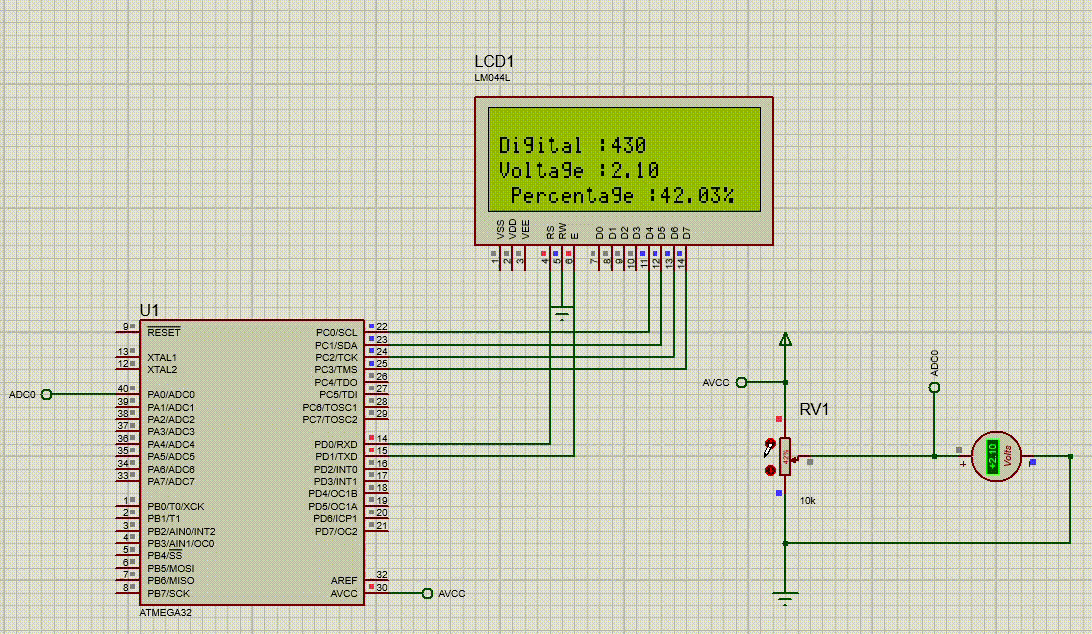 LCD1
LM044L
Digital :430
Voltage :2.10
Percentage :42.03%
VSS VDD VEE RS RW E D0 D1 D2 D3 D4 D5 D6 D7
1 2 3 4 5 6 7 8 9 10 11 12 13 14
U1
9 RESET PC0/SCL 22
PC1/SDA 23
13 XTAL1 PC2/TCK 24
12 XTAL2 PC3/TMS 25
PC4/TDO 26
ADC0 40 PA0/ADC0 PC5/TDI 27
39 PA1/ADC1 PC6/TOSC1 28
38 PA2/ADC2 PC7/TOSC2 29
37 PA3/ADC3
36 PA4/ADC4 PD0/RXD 14
35 PA5/ADC5 PD1/TXD 15
34 PA6/ADC6 PD2/INT0 16
33 PA7/ADC7 PD3/INT1 17
PD4/OC1B 18
1 PB0/T0/XCK PD5/OC1A 19
2 PB1/T1 PD6/ICP1 20
3 PB2/AIN0/INT2 PD7/OC2 21
4 PB3/AIN1/OC0
5 PB4/SS
6 PB5/MOSI
7 PB6/MISO AREF 32
8 PB7/SCK AVCC 30 AVCC
ATMEGA32
AVCC
RV1
42%
10k
ADC0
+2.10
Volts
+